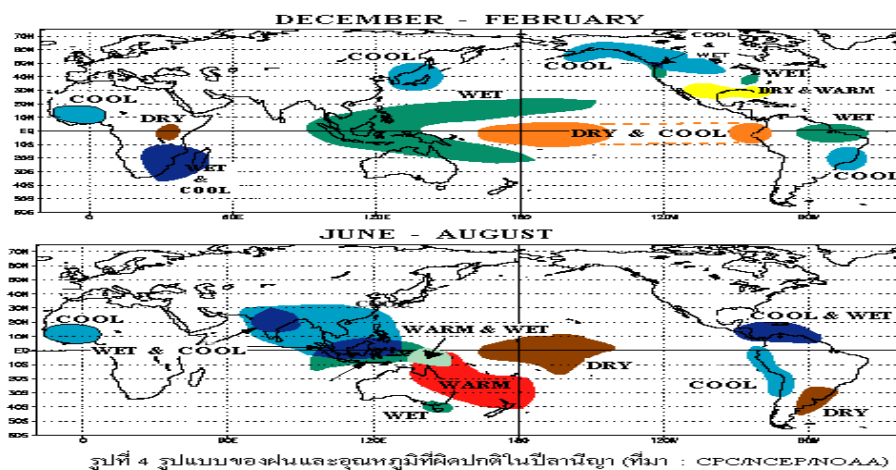 DECEMBER - FEBRUARY
70N
60N
50N
40N
30N
20N
10N
EQ
10S
20S
30S
40S
50S
60S
0
60E
120E
180
120W
60W
COOL
DRY
WET
&
COOL
COOL
WET
COOL
COOL
&
WET
WET
DRY & WARM
DRY & COOL
WET
COOL
JUNE - AUGUST
70N
60N
50N
40N
30N
20N
10N
EQ
10S
20S
30S
40S
50S
60S
0
60E
120E
180
120W
60W
COOL
COOL
WET & COOL
WARM & WET
WARM
WET
DRY
COOL & WET
COOL
DRY
รูปที่ 4 รูปแบบของฝนและอุณหภูมิที่ผิดปกติในปีลานีญา (ที่มา : CPC/NCEP/NOAA)